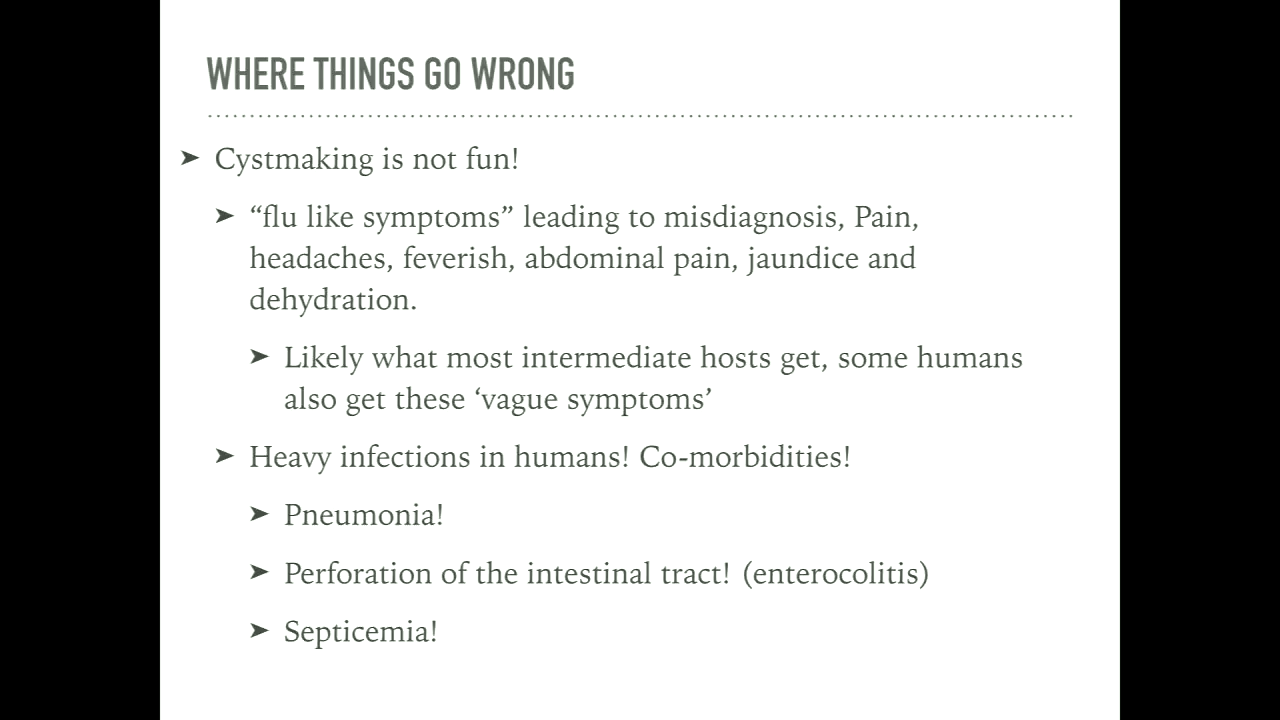 WHERE THINGS GO WRONG
➤ Cystmaking is not fun!
➤ “flu like symptoms” leading to misdiagnosis, Pain,
headaches, feverish, abdominal pain, jaundice and
dehydration.
➤ Likely what most intermediate hosts get, some humans
also get these ‘vague symptoms’
➤ Heavy infections in humans! Co-morbidities!
➤ Pneumonia!
➤ Perforation of the intestinal tract! (enterocolitis)
➤ Septicemia!